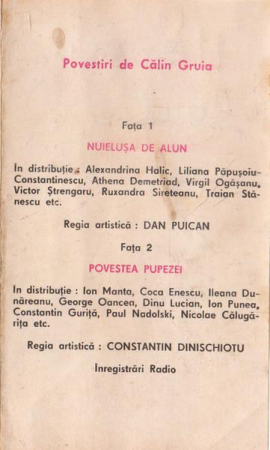 Povestiri de Călin Gruia
Fața 1
NUIELUȘA DE ALUN
In distribuție : Alexandrina Halic, Liliana Păpușoiu-
Constantinescu, Athena Demetriad, Virgil Ogășanu,
Victor Ștrengaru, Ruxandra Sireteanu, Traian Stă-
nescu etc.
Regia artistică : DAN PUICAN
Fața 2
POVESTEA PUPEZEI
In distribuție : Ion Manta, Coca Enescu, Ileana Du-
năreanu, George Oancea, Dinu Lucian, Ion Punea,
Constantin Guriță, Paul Nadolski, Nicolae Călugă-
rița etc.
Regia artistică : CONSTANTIN DINISCHIOTU
Inregistrări Radio